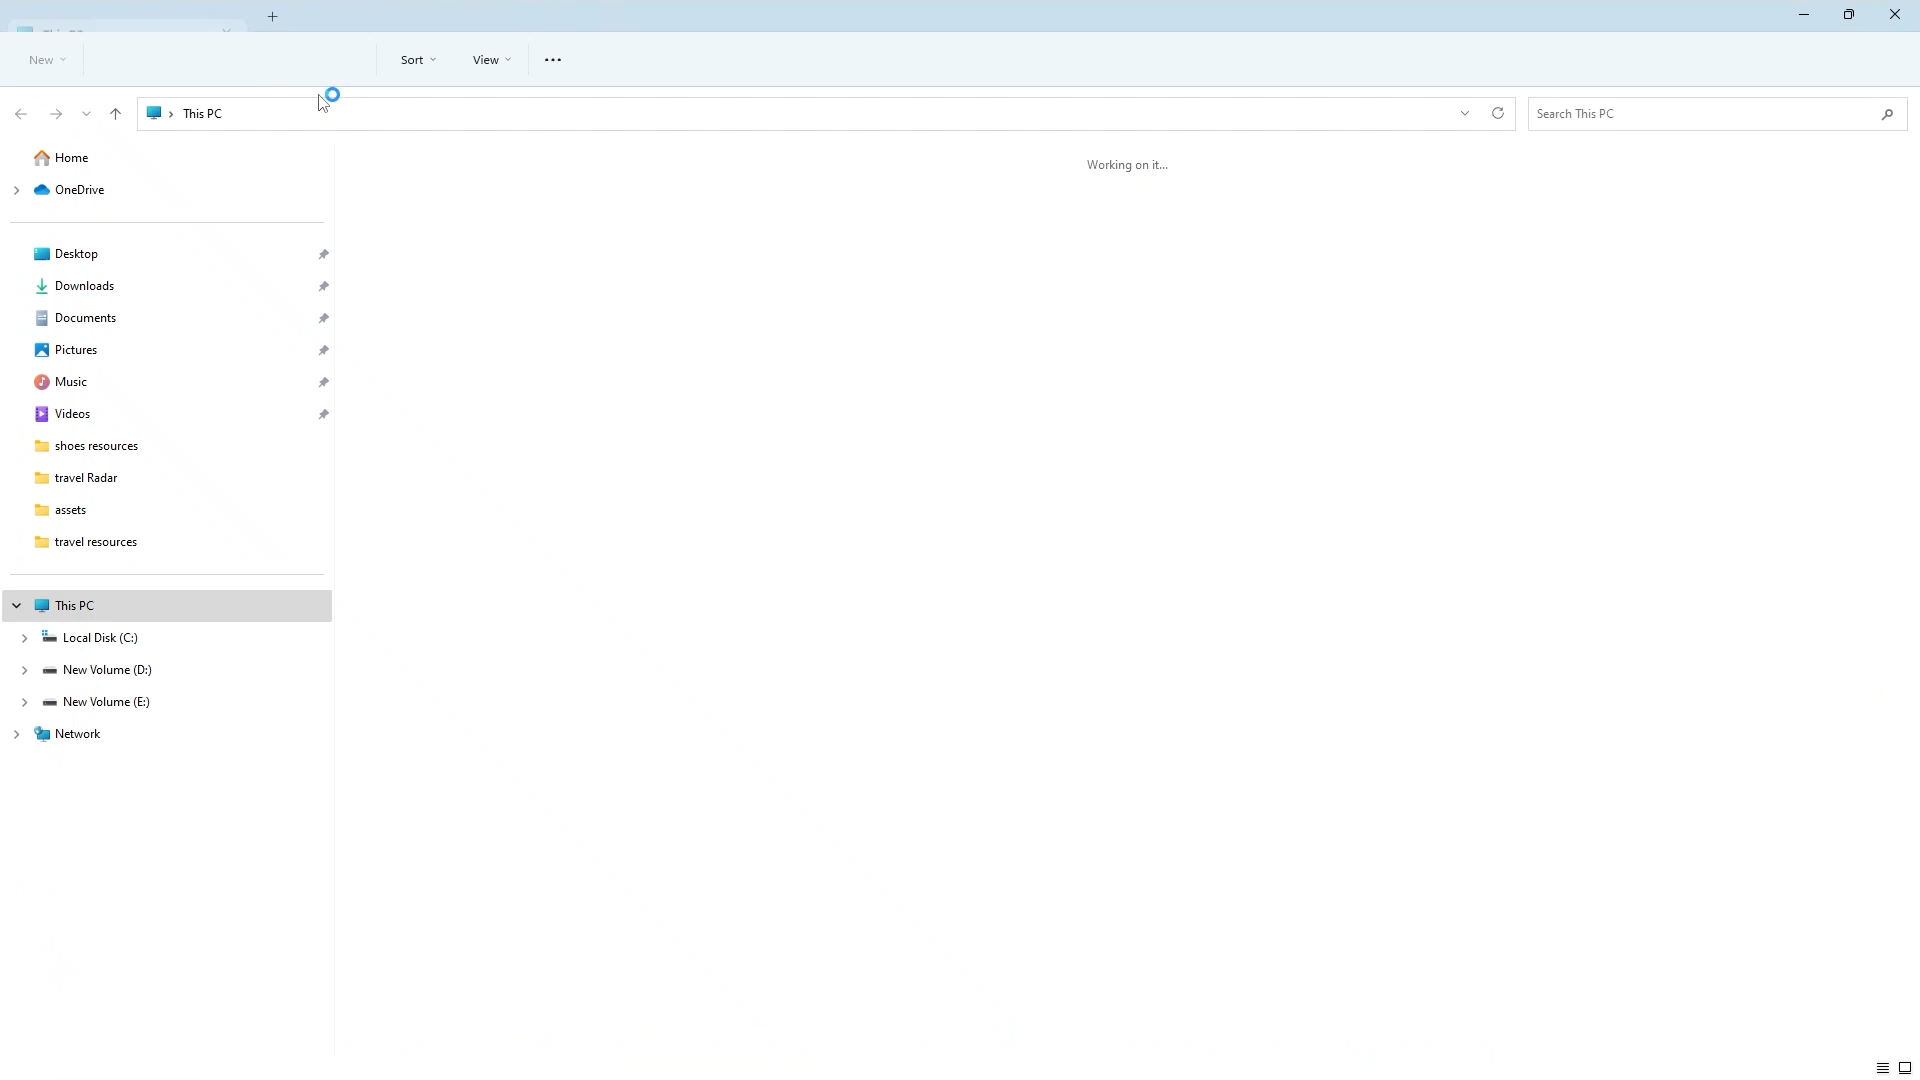 New
Sort
View
This PC
Search This PC
Working on it...
Home
OneDrive
Desktop
Downloads
Documents
Pictures
Music
Videos
shoes resources
travel Radar
assets
travel resources
This PC
Local Disk (C:)
New Volume (D:)
New Volume (E:)
Network